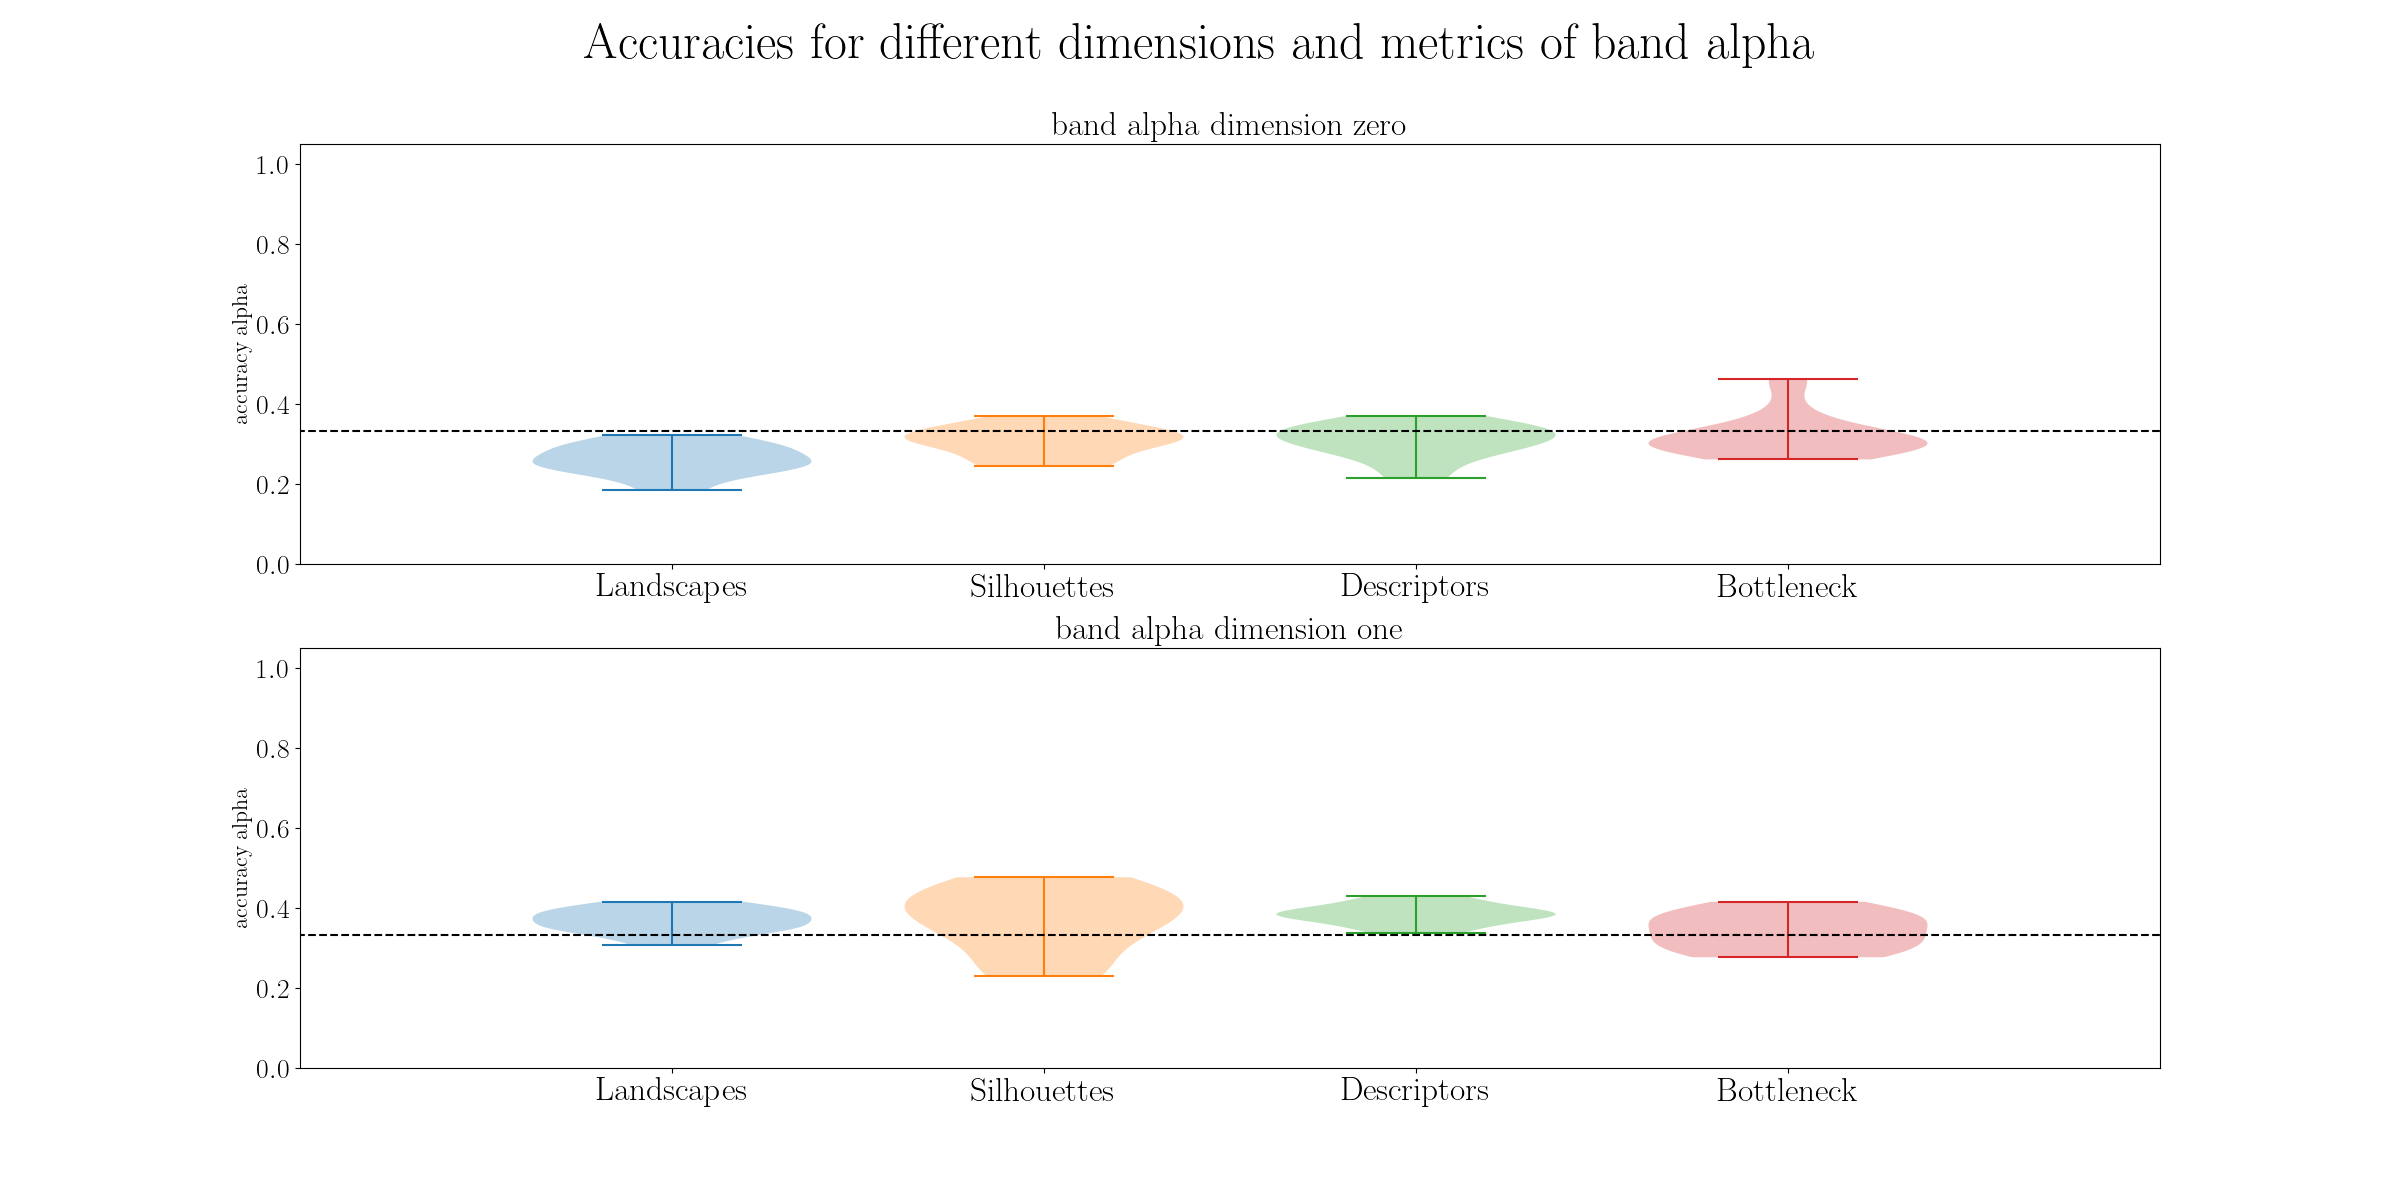 Accuracies for different dimensions and metrics of band alpha
band alpha dimension zero
1.0
0.8
0.6
0.4
0.2
0.0
accuracy alpha
Landscapes Silhouettes Descriptors Bottleneck
band alpha dimension one
1.0
0.8
0.6
0.4
0.2
0.0
accuracy alpha
Landscapes Silhouettes Descriptors Bottleneck